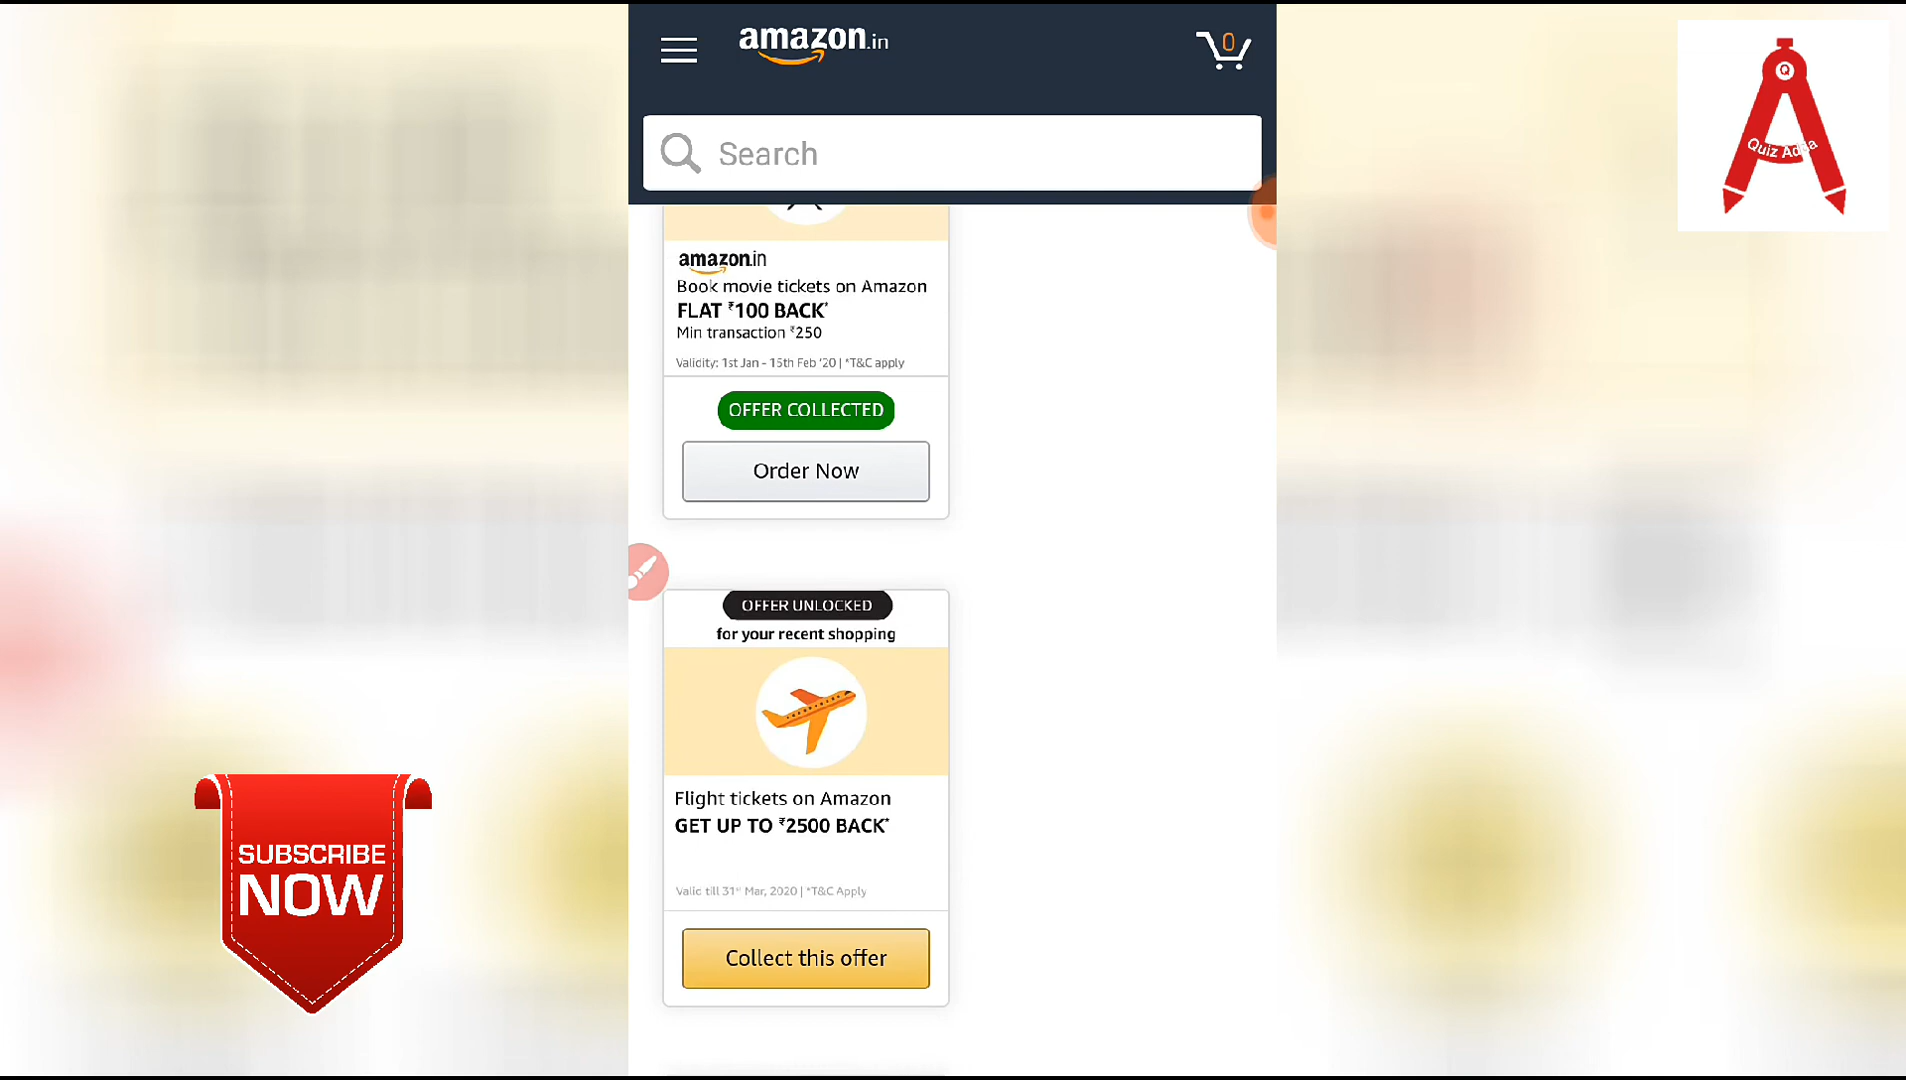 amazon.in
0
Search
amazon.in
Book movie tickets on Amazon
FLAT ₹100 BACK*
Min transaction ₹250
Validity: 1st Jan - 15th Feb '20 | *T&C apply
OFFER COLLECTED
Order Now
OFFER UNLOCKED
for your recent shopping
Flight tickets on Amazon
GET UP TO ₹2500 BACK*
Valid till 31st Mar, 2020 | *T&C Apply
Collect this offer
SUBSCRIBE
NOW
Q
Quiz Adda